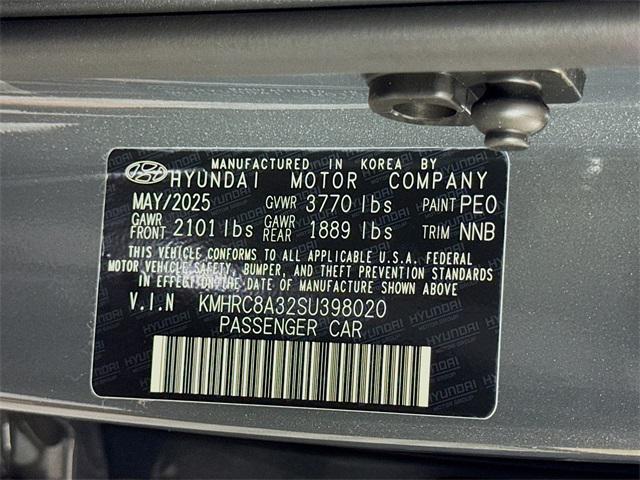 MANUFACTURED IN KOREA BY
HYUNDAI MOTOR COMPANY
MAY/2025 GVWR 3770 lbs PAINT PEO
GAWR FRONT 2101 lbs GAWR REAR 1889 lbs TRIM NNB
THIS VEHICLE CONFORMS TO ALL APPLICABLE U.S.A. FEDERAL
MOTOR VEHICLE SAFETY, BUMPER, AND THEFT PREVENTION STANDARDS
IN EFFECT ON THE DATE OF MANUFACTURE SHOWN ABOVE
V.I.N KMHRC8A32SU398020
PASSENGER CAR